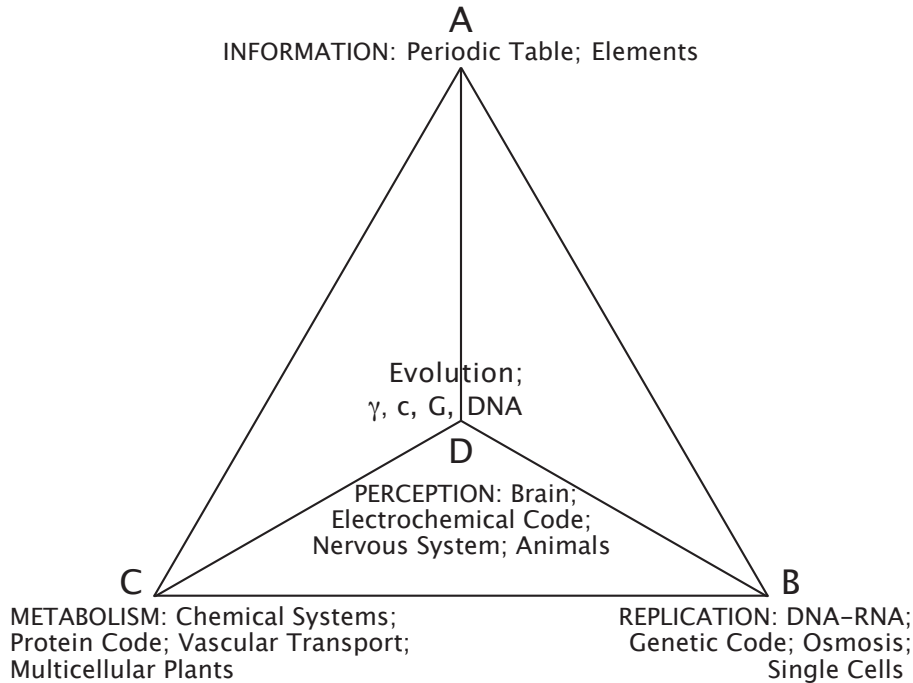 A
INFORMATION: Periodic Table; Elements
Evolution;
γ, c, G, DNA
D
PERCEPTION: Brain;
Electrochemical Code;
Nervous System; Animals
C
METABOLISM: Chemical Systems;
Protein Code; Vascular Transport;
Multicellular Plants
B
REPLICATION: DNA–RNA;
Genetic Code; Osmosis;
Single Cells